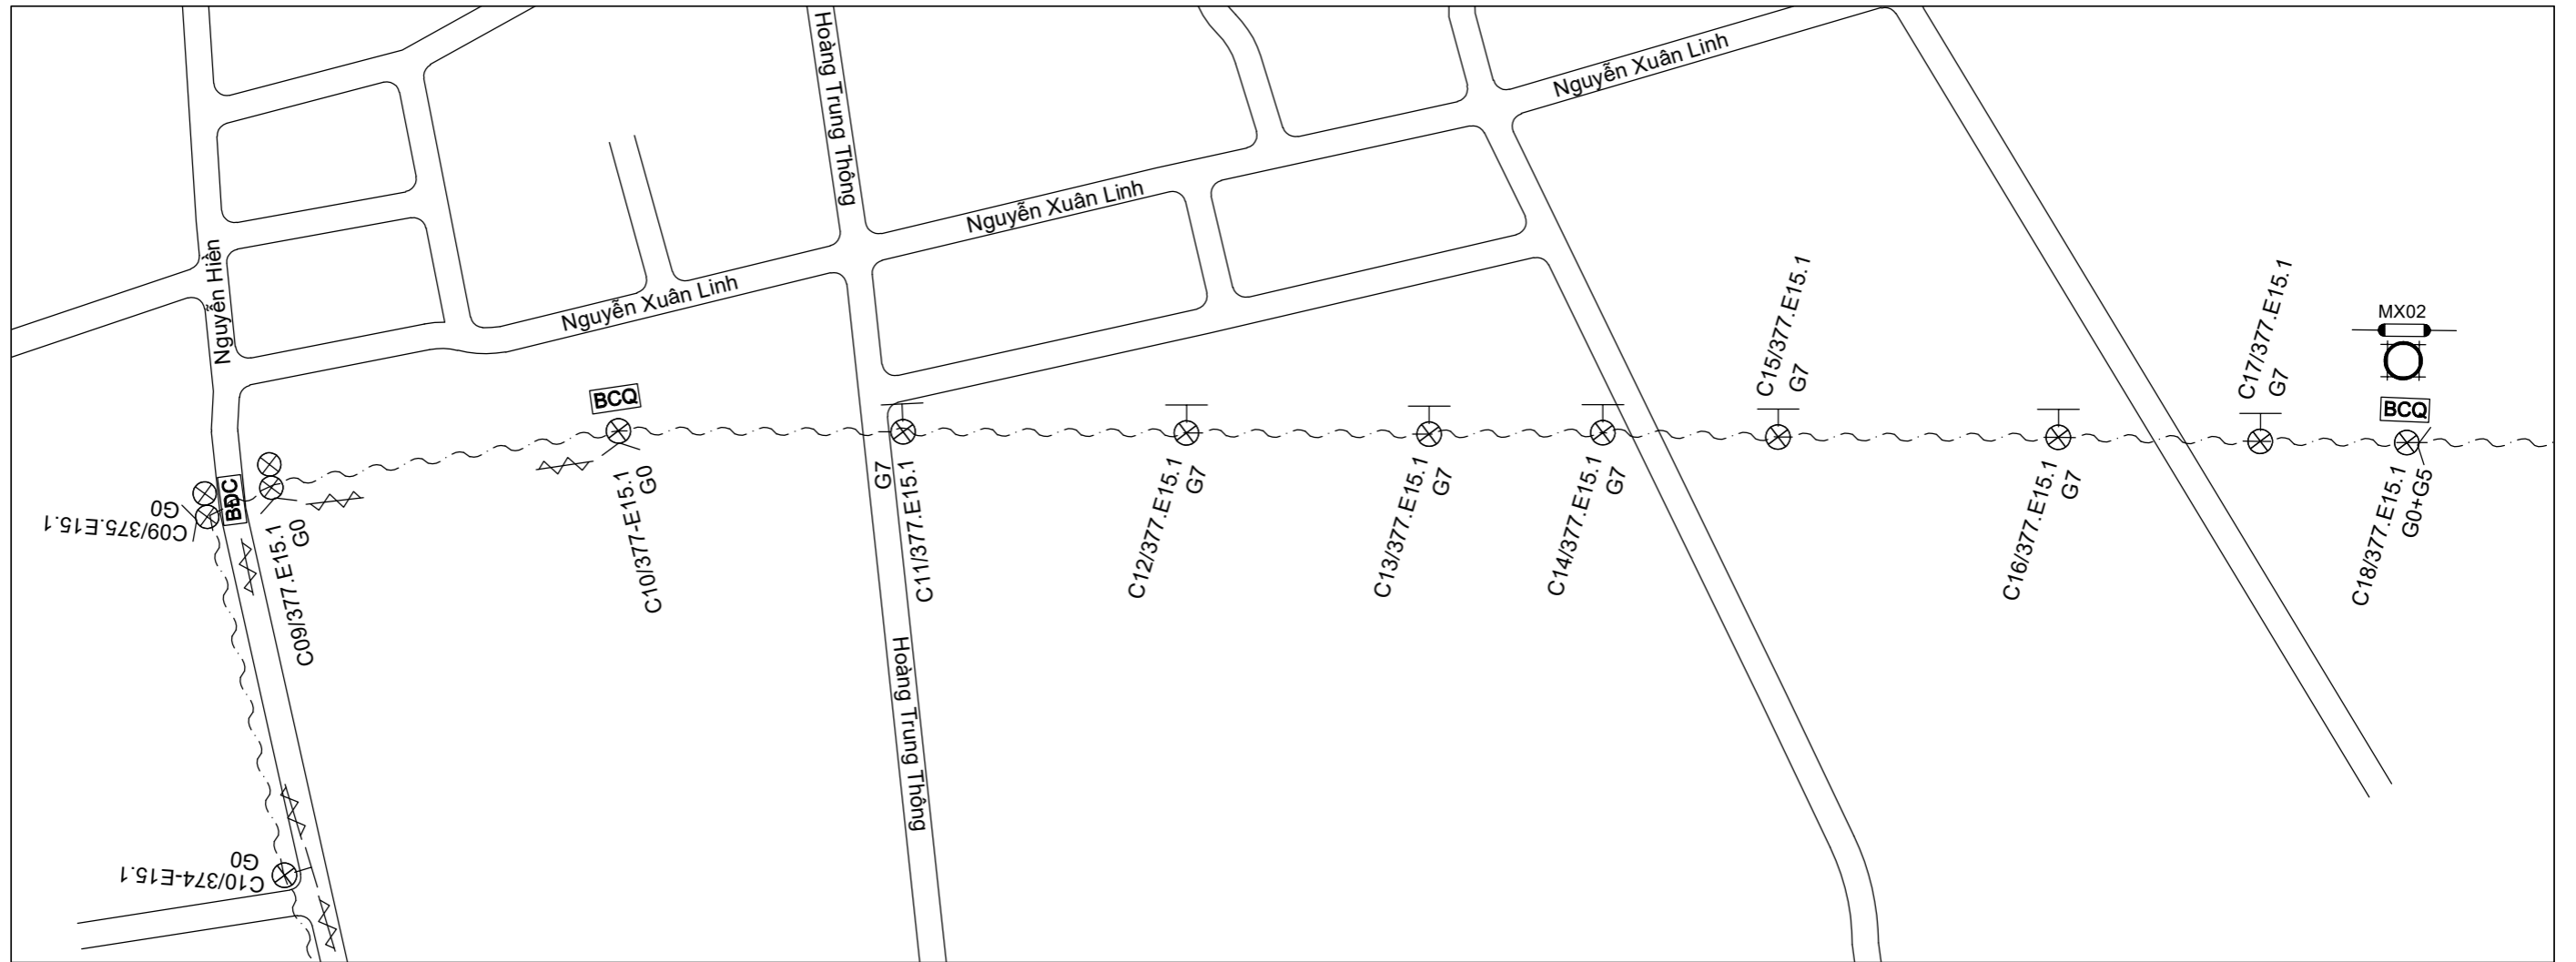 Hoàng Trung Thông
Nguyễn Xuân Linh
Nguyễn Xuân Linh
Nguyễn Hiền
Nguyễn Xuân Linh
C15/377.E15.1
G7
C17/377.E15.1
G7
MX02
BCQ
BCQ
BĐC
C09/375.E15.1
G0
C09/377.E15.1
G0
C10/377-E15.1
G0
G7
C11/377.E15.1
C12/377.E15.1
G7
C13/377.E15.1
G7
C14/377.E15.1
G7
C16/377.E15.1
G7
C18/377.E15.1
G0+G5
Hoàng Trung Thông
C10/374-E15.1
G0